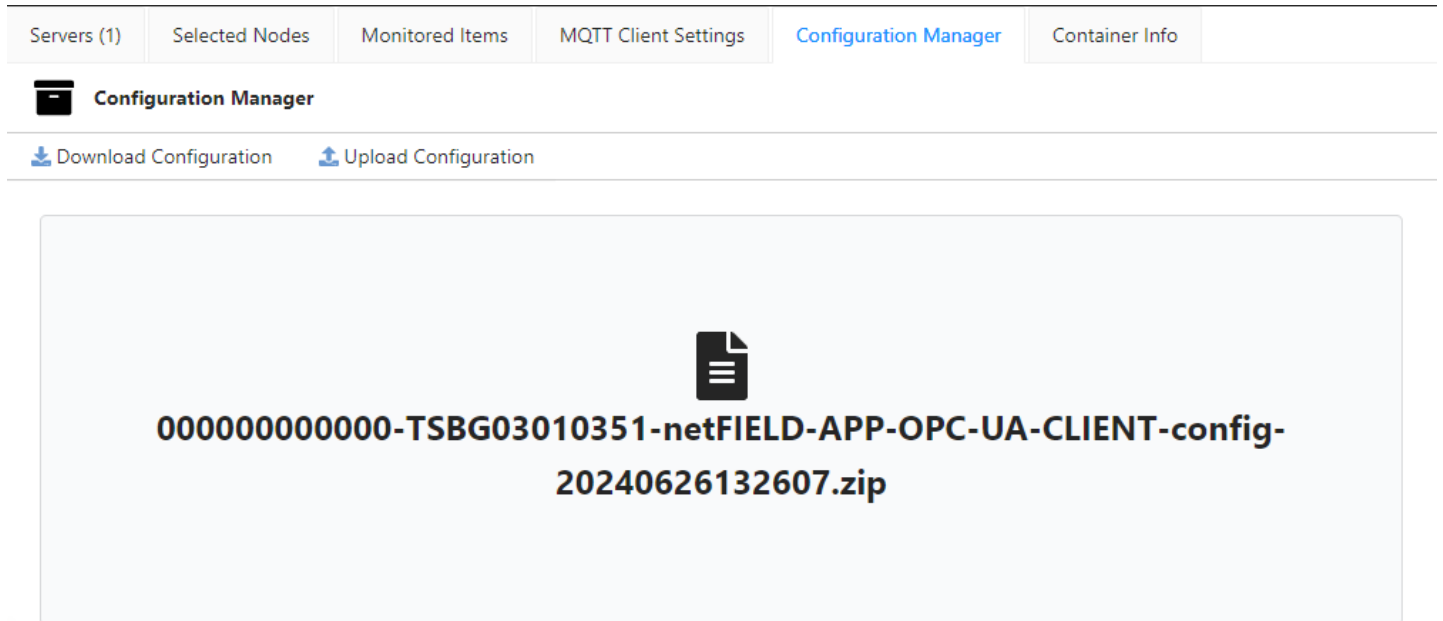 Servers (1) Selected Nodes Monitored Items MQTT Client Settings Configuration Manager Container Info
Configuration Manager
Download Configuration Upload Configuration
000000000000-TSBG03010351-netFIELD-APP-OPC-UA-CLIENT-config-
20240626132607.zip